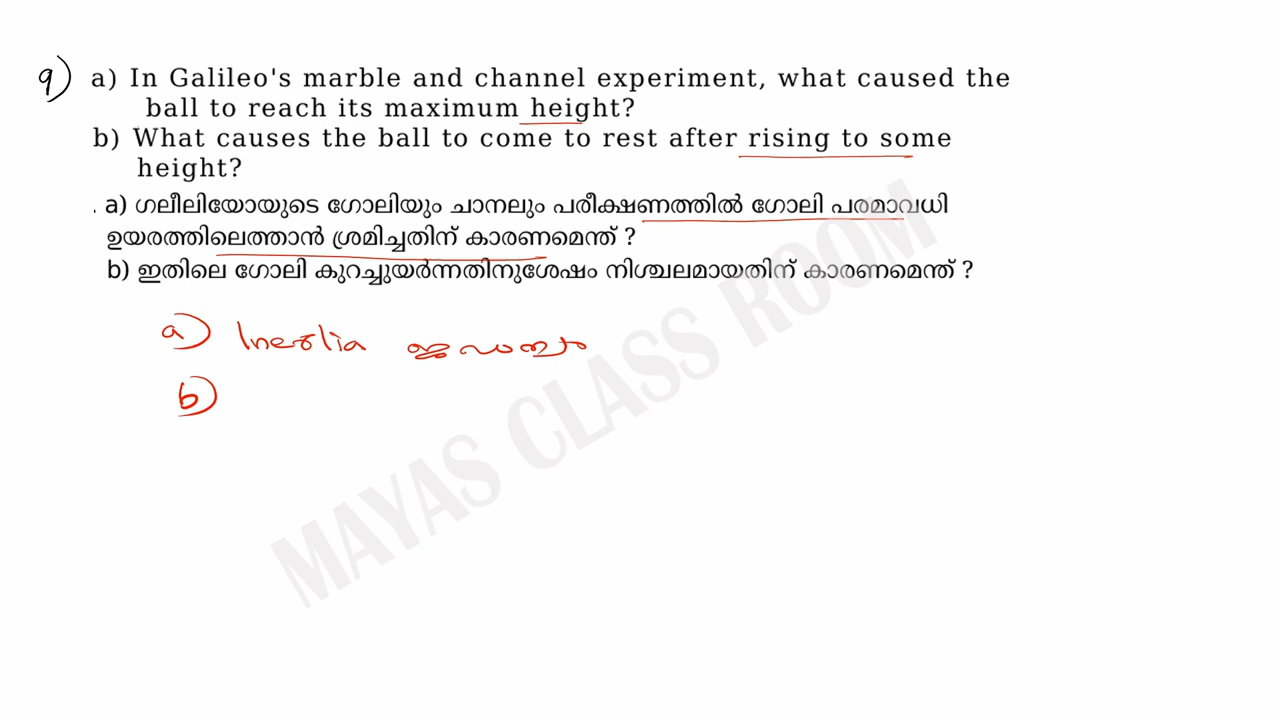 9) a) In Galileo's marble and channel experiment, what caused the
ball to reach its maximum height?
b) What causes the ball to come to rest after rising to some
height?
. a) ഗലീലിയോയുടെ ഗോലിയും ചാനലും പരീക്ഷണത്തിൽ ഗോലി പരമാവധി
ഉയരത്തിലെത്താൻ ശ്രമിച്ചതിന് കാരണമെന്ത് ?
b) ഇതിലെ ഗോലി കുറച്ചുയർന്നതിനുശേഷം നിശ്ചലമായതിന് കാരണമെന്ത് ?
a) Inertia ജഡത്വം
b)
MAYAS CLASS ROOM